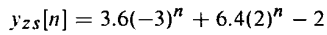 y_{zs}[n] = 3.6(-3)^n + 6.4(2)^n - 2